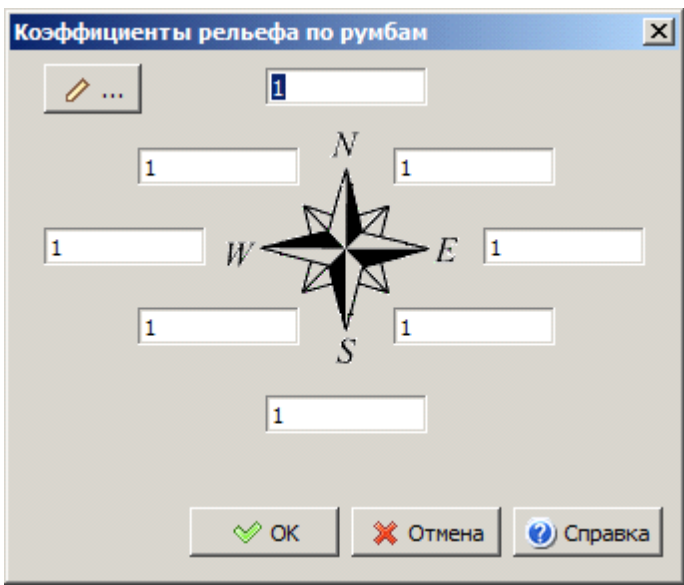 Коэффициенты рельефа по румбам
... 1
1 N 1
1 W E 1
1 1
S
1
OK Отмена Справка